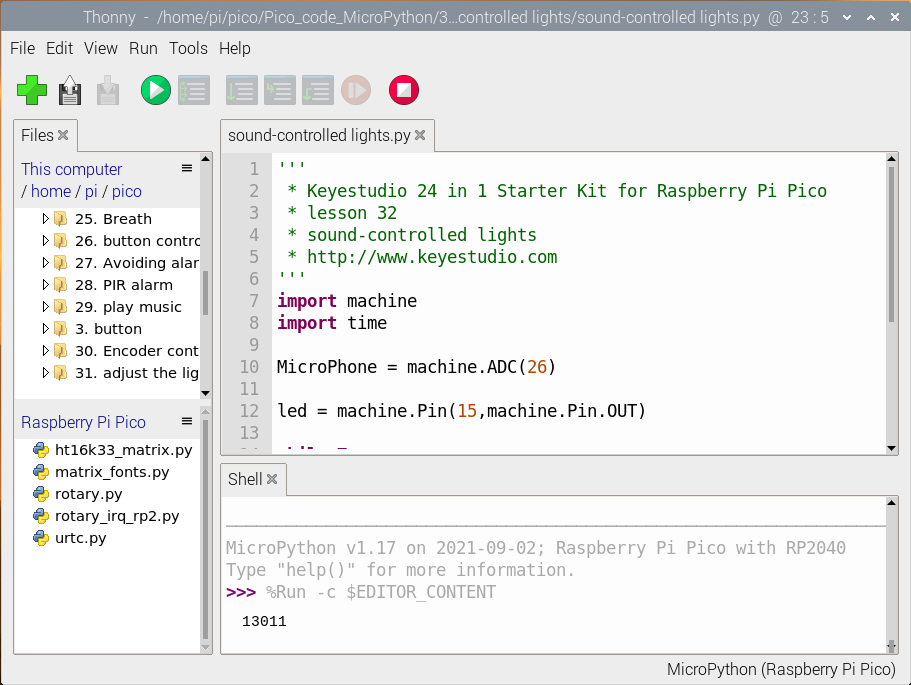 Thonny - /home/pi/pico/Pico_code_MicroPython/3...controlled lights/sound-controlled lights.py @ 23 : 5
File Edit View Run Tools Help
Files
This computer
/ home / pi / pico
25. Breath
26. button contro
27. Avoiding alar
28. PIR alarm
29. play music
3. button
30. Encoder cont
31. adjust the lig
Raspberry Pi Pico
ht16k33_matrix.py
matrix_fonts.py
rotary.py
rotary_irq_rp2.py
urtc.py
sound-controlled lights.py
1 '''
2 * Keyestudio 24 in 1 Starter Kit for Raspberry Pi Pico
3 * lesson 32
4 * sound-controlled lights
5 * http://www.keyestudio.com
6 '''
7 import machine
8 import time
9
10 MicroPhone = machine.ADC(26)
11
12 led = machine.Pin(15,machine.Pin.OUT)
13
Shell
MicroPython v1.17 on 2021-09-02; Raspberry Pi Pico with RP2040
Type "help()" for more information.
>>> %Run -c $EDITOR_CONTENT
13011
MicroPython (Raspberry Pi Pico)